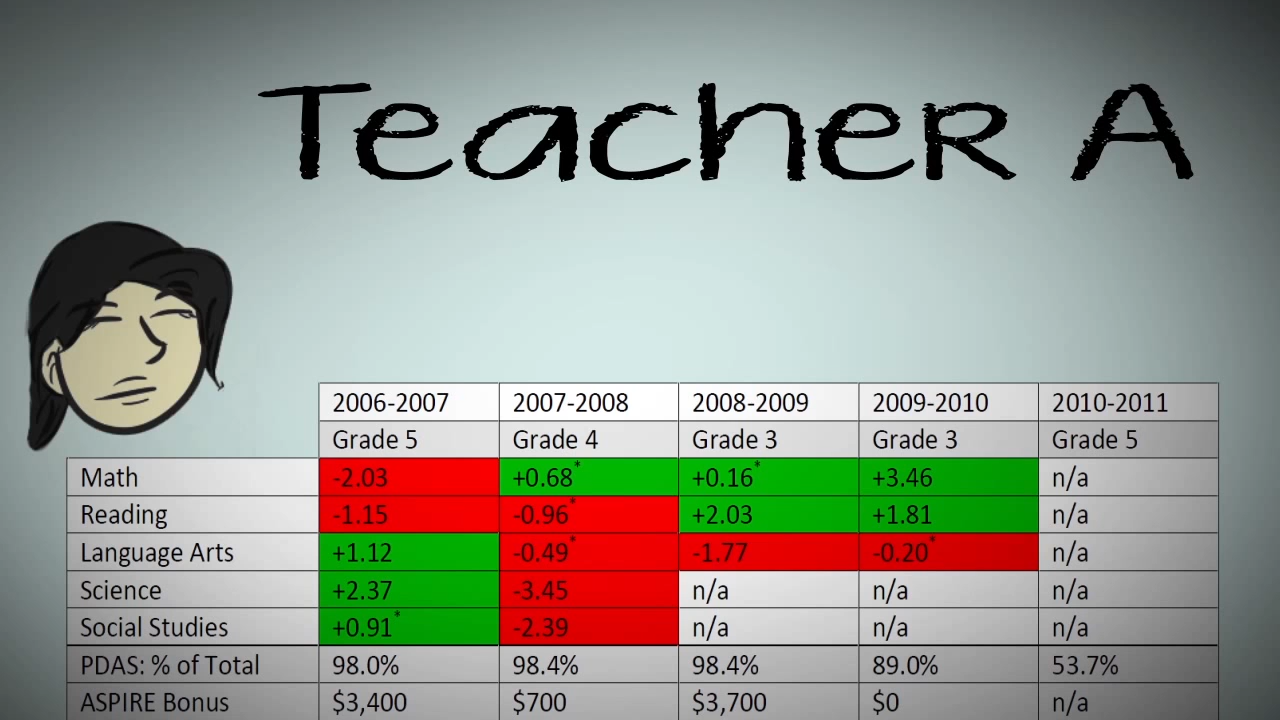 Teacher A
2006-2007 2007-2008 2008-2009 2009-2010 2010-2011
Grade 5 Grade 4 Grade 3 Grade 3 Grade 5
Math -2.03 +0.68* +0.16* +3.46 n/a
Reading -1.15 -0.96* +2.03 +1.81 n/a
Language Arts +1.12 -0.49* -1.77 -0.20* n/a
Science +2.37 -3.45 n/a n/a n/a
Social Studies +0.91* -2.39 n/a n/a n/a
PDAS: % of Total 98.0% 98.4% 98.4% 89.0% 53.7%
ASPIRE Bonus $3,400 $700 $3,700 $0 n/a